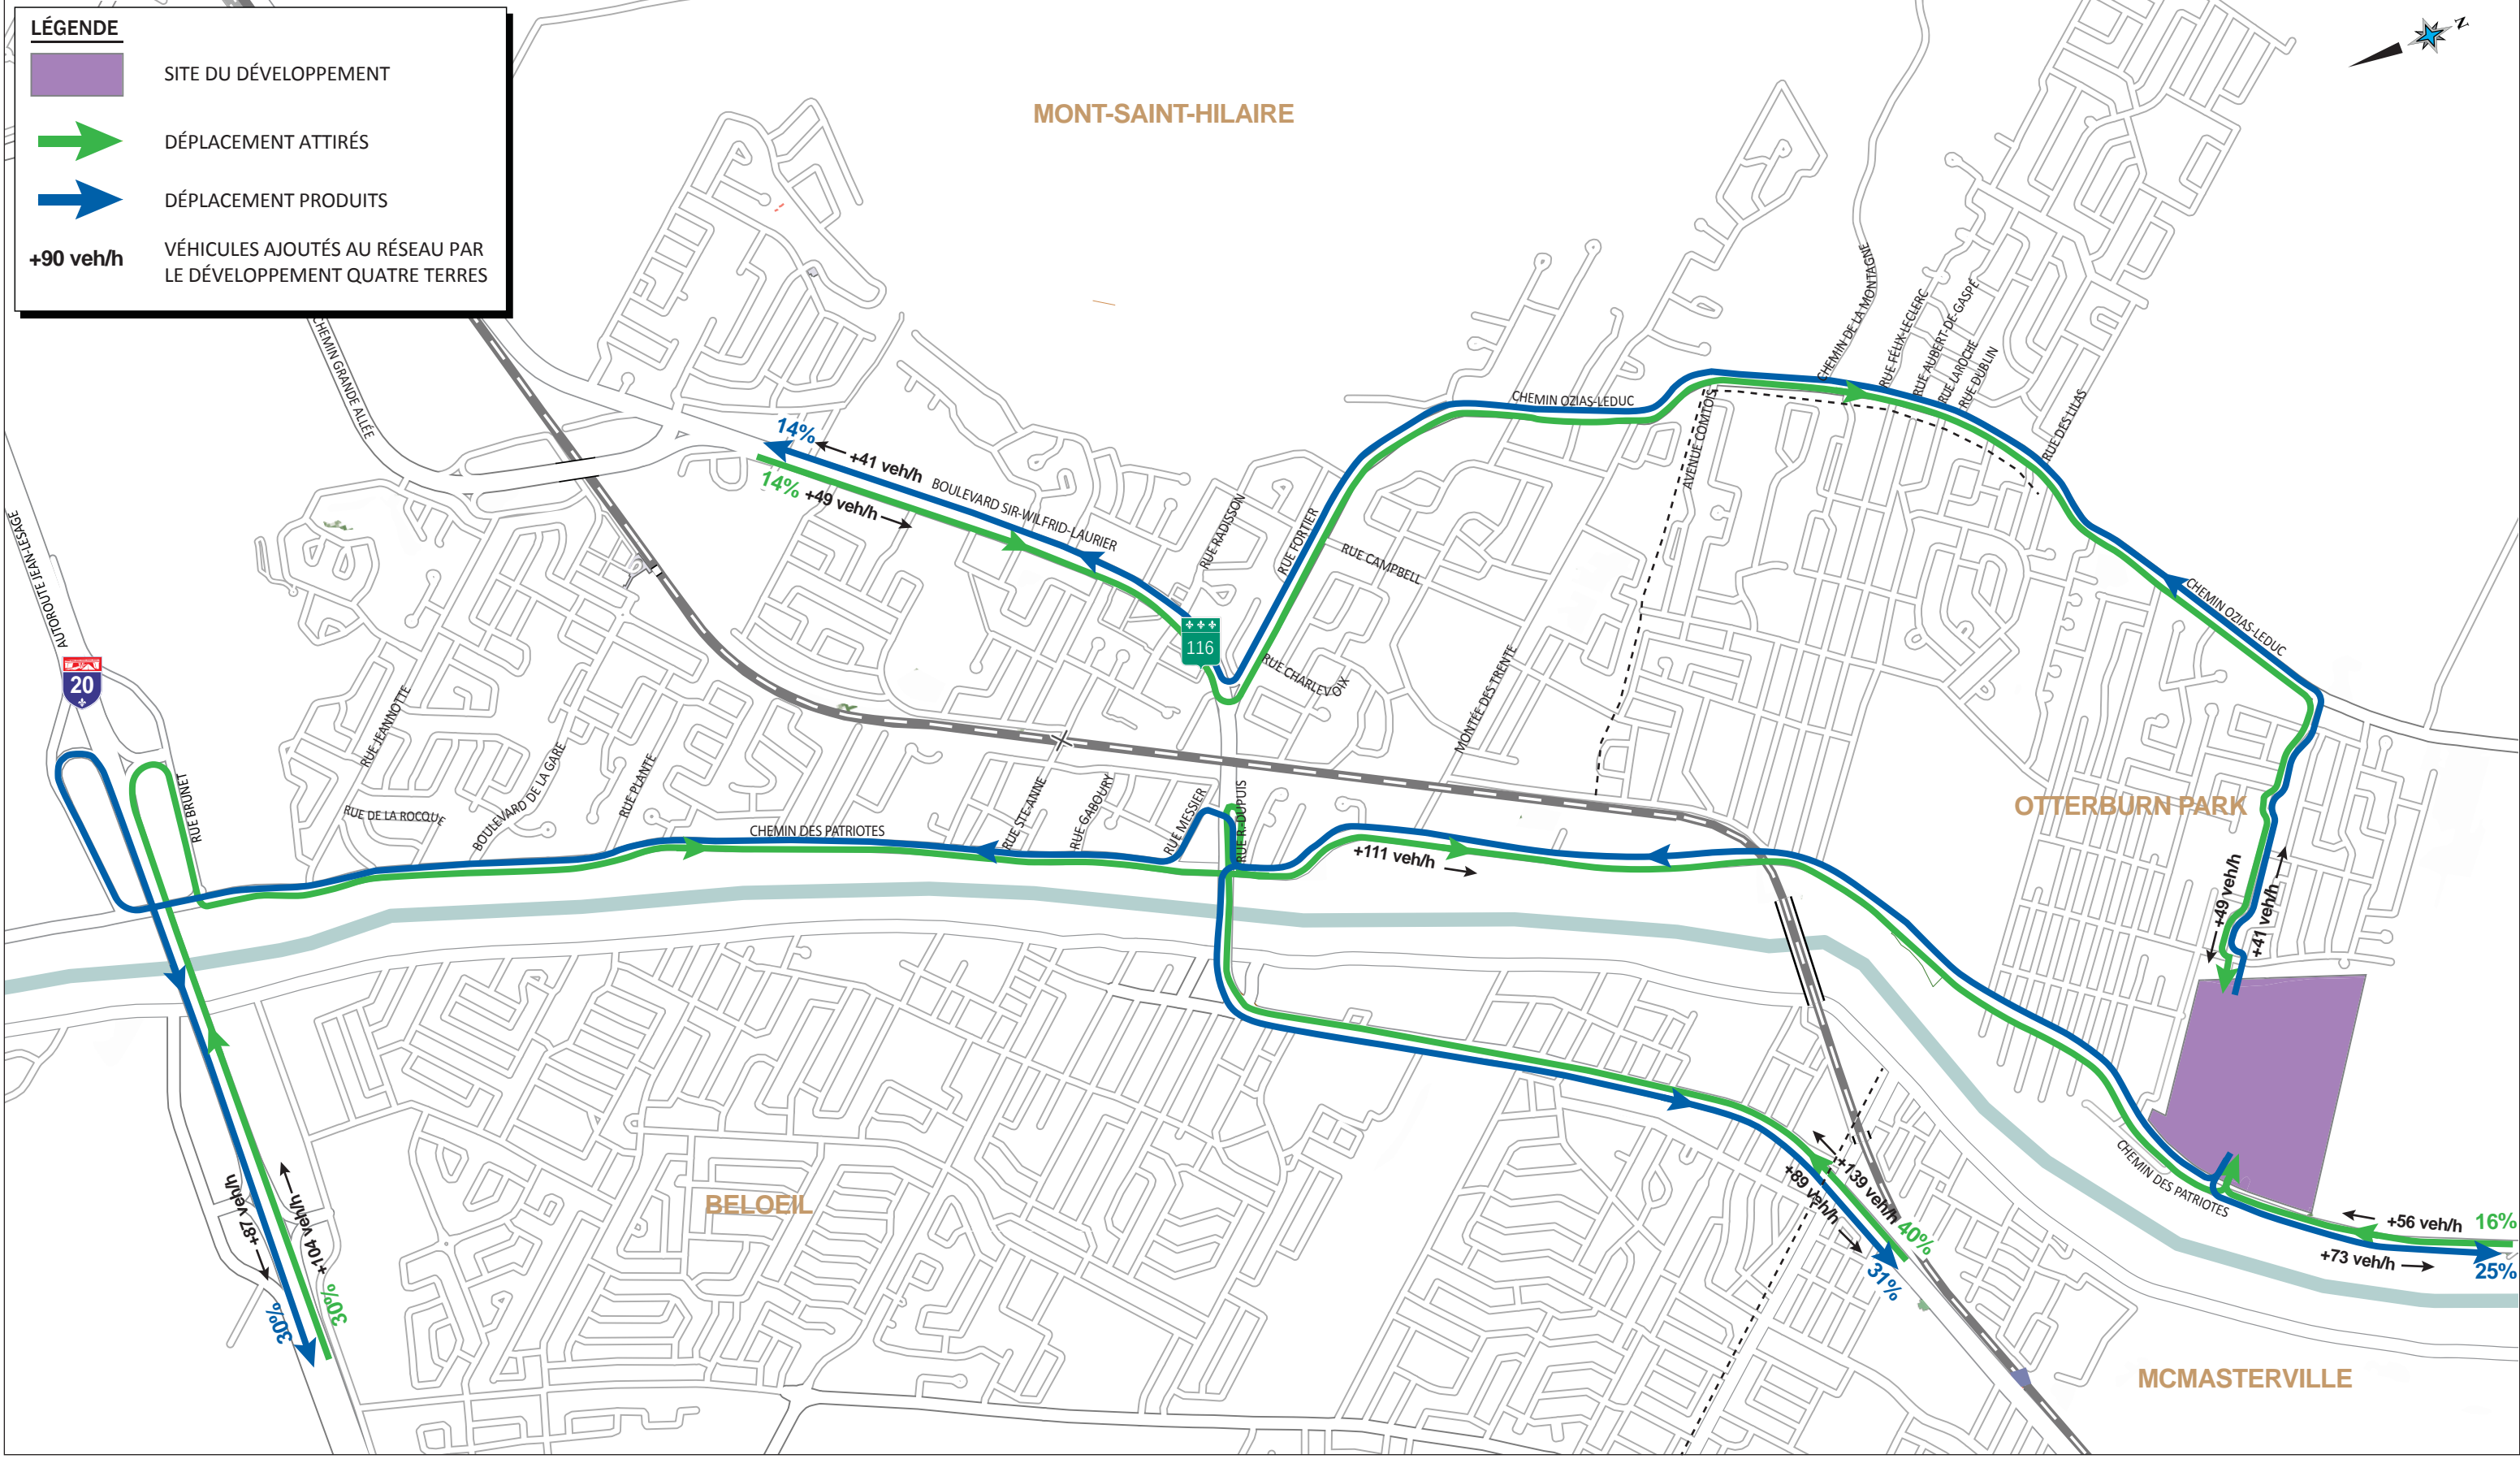 LÉGENDE
SITE DU DÉVELOPPEMENT
DÉPLACEMENT ATTIRÉS
DÉPLACEMENT PRODUITS
+90 veh/h
VÉHICULES AJOUTÉS AU RÉSEAU PAR
LE DÉVELOPPEMENT QUATRE TERRES
N
MONT-SAINT-HILAIRE
CHEMIN GRANDE ALLÉE
CHEMIN DE LA MONTAGNE
RUE FÉLIX-LECLERC
RUE AUBERT-DE-GASPÉ
RUE LAROCHE
RUE DUBLIN
RUE DES LILAS
CHEMIN OZIAS-LEDUC
AVENUE COMTOIS
14%
+41 veh/h
BOULEVARD SIR-WILFRID-LAURIER
14%
+49 veh/h
RUE RADISSON
RUE FORTIER
RUE CAMPBELL
116
RUE CHARLEVOIX
MONTÉE DES TRENTE
CHEMIN OZIAS-LEDUC
AUTOROUTE JEAN-LESAGE
20
RUE JEANNOTTE
RUE BRUNET
RUE DE LA ROCQUE
BOULEVARD DE LA GARE
RUE PLANTE
CHEMIN DES PATRIOTES
RUE STE-ANNE
RUE GABOURY
RUE MESSIER
RUE R.-DUPUIS
+111 veh/h
OTTERBURN PARK
+49 veh/h
+41 veh/h
CHEMIN DES PATRIOTES
+56 veh/h
16%
+73 veh/h
25%
BELOEIL
+87 veh/h
+104 veh/h
30%
30%
+139 veh/h
+89 veh/h
40%
31%
MCMASTERVILLE